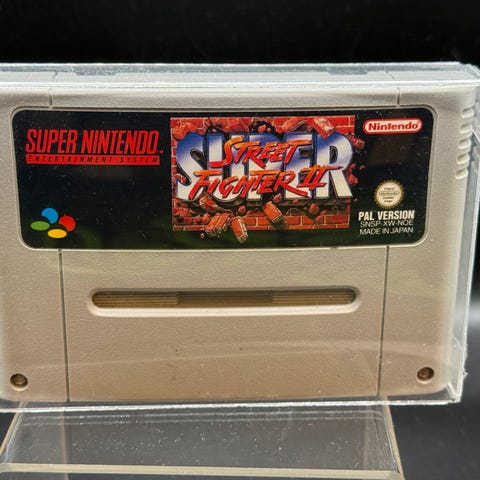 SUPER NINTENDO
ENTERTAINMENT SYSTEM
SUPER
STREET
FIGHTER II
Nintendo
PAL VERSION
SNSP-XW-NOE
MADE IN JAPAN